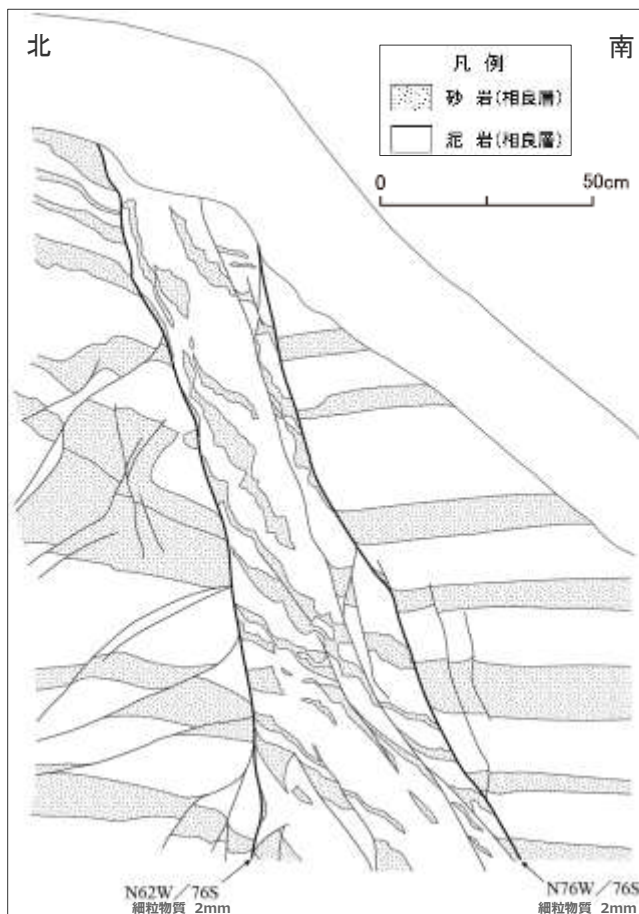 北
南
凡 例
砂 岩(相良層)
泥 岩(相良層)
0 50cm
N62W/76S
細粒物質 2mm
N76W/76S
細粒物質 2mm